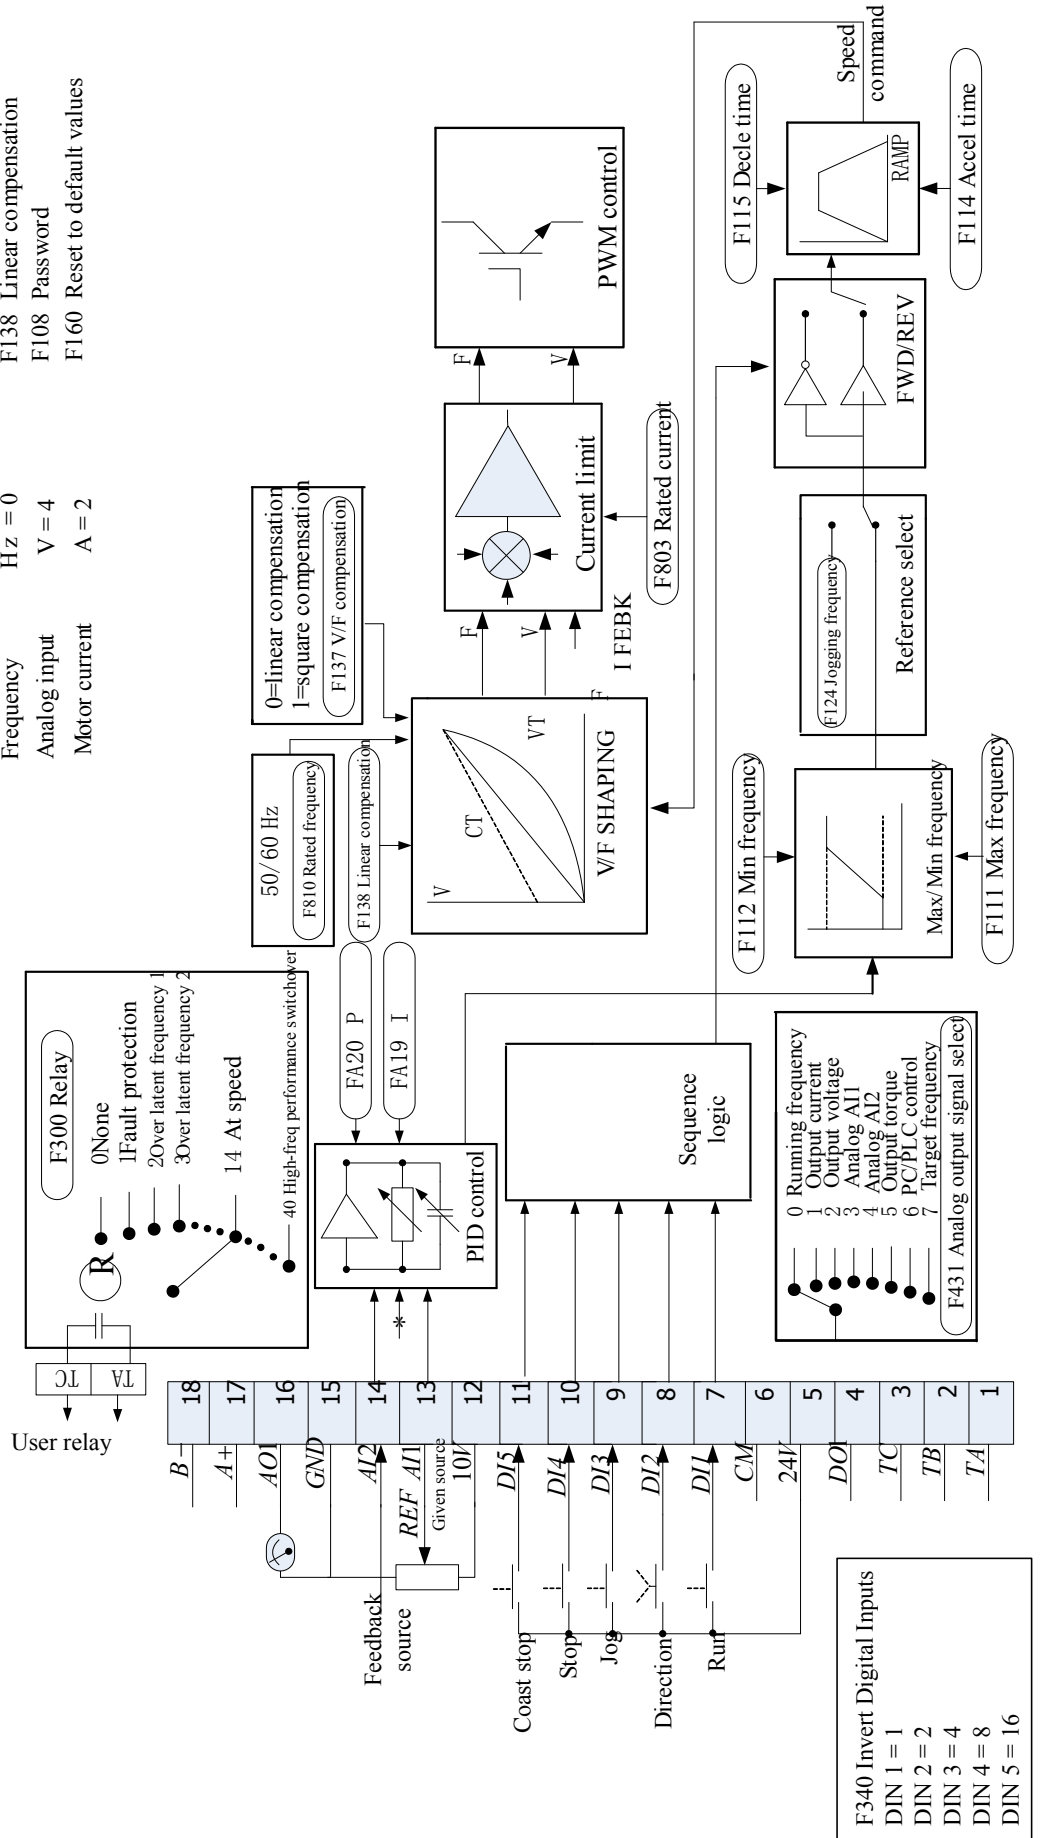 Frequency Hz = 0 F138 Linear compensation
Analog input V = 4 F108 Password
Motor current A = 2 F160 Reset to default values
User relay
TC
TA
R
F300 Relay
0None
1Fault protection
2Over latent frequency 1
3Over latent frequency 2
14 At speed
40 High-freq performance switchover
B-
A+
AO1
GND
AI2
REF AI1
Given source
10V
DI5
DI4
DI3
DI2
DI1
CM
24V
DO1
TC
TB
TA
18
17
16
15
14
13
12
11
10
9
8
7
6
5
4
3
2
1
Feedback
source
Coast stop
Stop
Jog
Direction
Run
*
PID control
FA20 P
FA19 I
50/60 Hz
F810 Rated frequency
F138 Linear compensation
0=linear compensation
1=square compensation
F137 V/F compensation
V
CT
VT
F
V/F SHAPING
F
V
I FEBK
Current limit
F803 Rated current
F
V
PWM control
Sequence
logic
F112 Min frequency
Max/Min frequency
F111 Max frequency
F124 Jogging frequency
Reference select
FWD/REV
F115 Decle time
RAMP
F114 Accel time
Speed
command
0 Running frequency
1 Output current
2 Output voltage
3 Analog AI1
4 Analog AI2
5 Output torque
6 PC/PLC control
7 Target frequency
F431 Analog output signal select
F340 Invert Digital Inputs
DIN 1 = 1
DIN 2 = 2
DIN 3 = 4
DIN 4 = 8
DIN 5 = 16